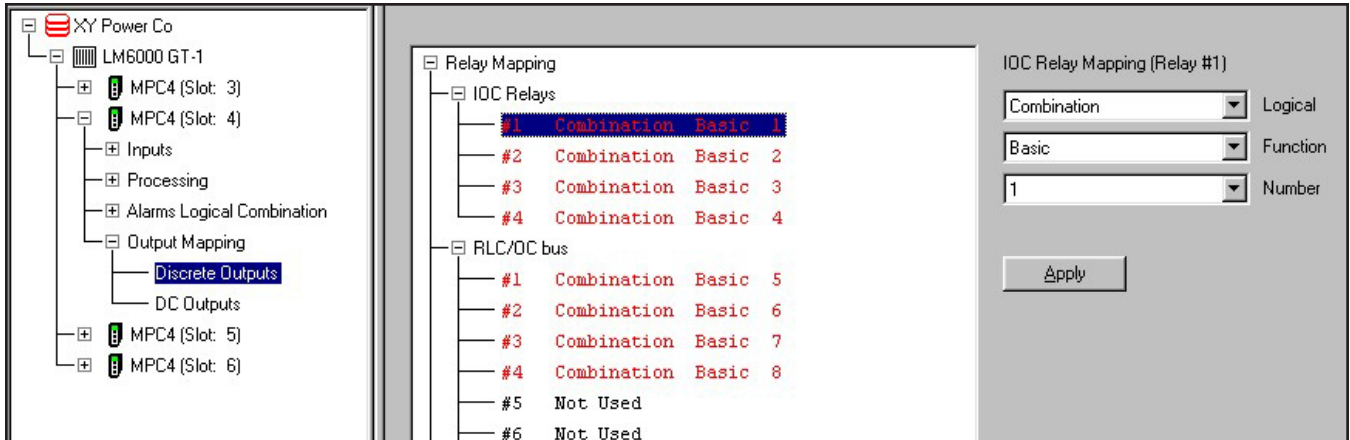 XY Power Co
LM6000 GT-1
MPC4 (Slot: 3)
MPC4 (Slot: 4)
Inputs
Processing
Alarms Logical Combination
Output Mapping
Discrete Outputs
DC Outputs
MPC4 (Slot: 5)
MPC4 (Slot: 6)
Relay Mapping
IOC Relays
#1 Combination Basic 1
#2 Combination Basic 2
#3 Combination Basic 3
#4 Combination Basic 4
RLC/OC bus
#1 Combination Basic 5
#2 Combination Basic 6
#3 Combination Basic 7
#4 Combination Basic 8
#5 Not Used
#6 Not Used
IOC Relay Mapping (Relay #1)
Combination Logical
Basic Function
1 Number
Apply